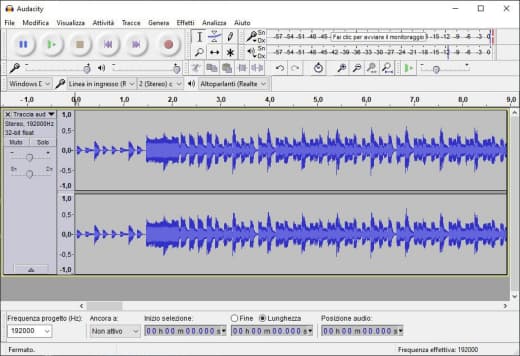 Audacity
File Modifica Visualizza Attività Tracce Genera Effetti Analizza Aiuto
Sn Dx -57 -54 -51 -48 -45 -42 Fai clic per avviare il monitoraggio -18 -15 -12 -9 -6 -3 0
Sn Dx -57 -54 -51 -48 -45 -42 -39 -36 -33 -30 -27 -24 -21 -18 -15 -12 -9 -6 -3 0
Windows D Linea in ingresso (R 2 (Stereo) c Altoparlanti (Realte
-1,0 0,0 1,0 2,0 3,0 4,0 5,0 6,0 7,0 8,0 9,0
Traccia aud
Stereo, 192000Hz
32-bit float
Muto Solo
- +
Sn Dx
1,0
0,5
0,0
-0,5
-1,0
1,0
0,5
0,0
-0,5
-1,0
Frequenza progetto (Hz): Ancora a: Inizio selezione: Fine Lunghezza Posizione audio:
192000 Non attivo 00 h 00 m 00.000 s 00 h 00 m 00.000 s 00 h 00 m 00.000 s
Fermato. Frequenza effettiva: 192000